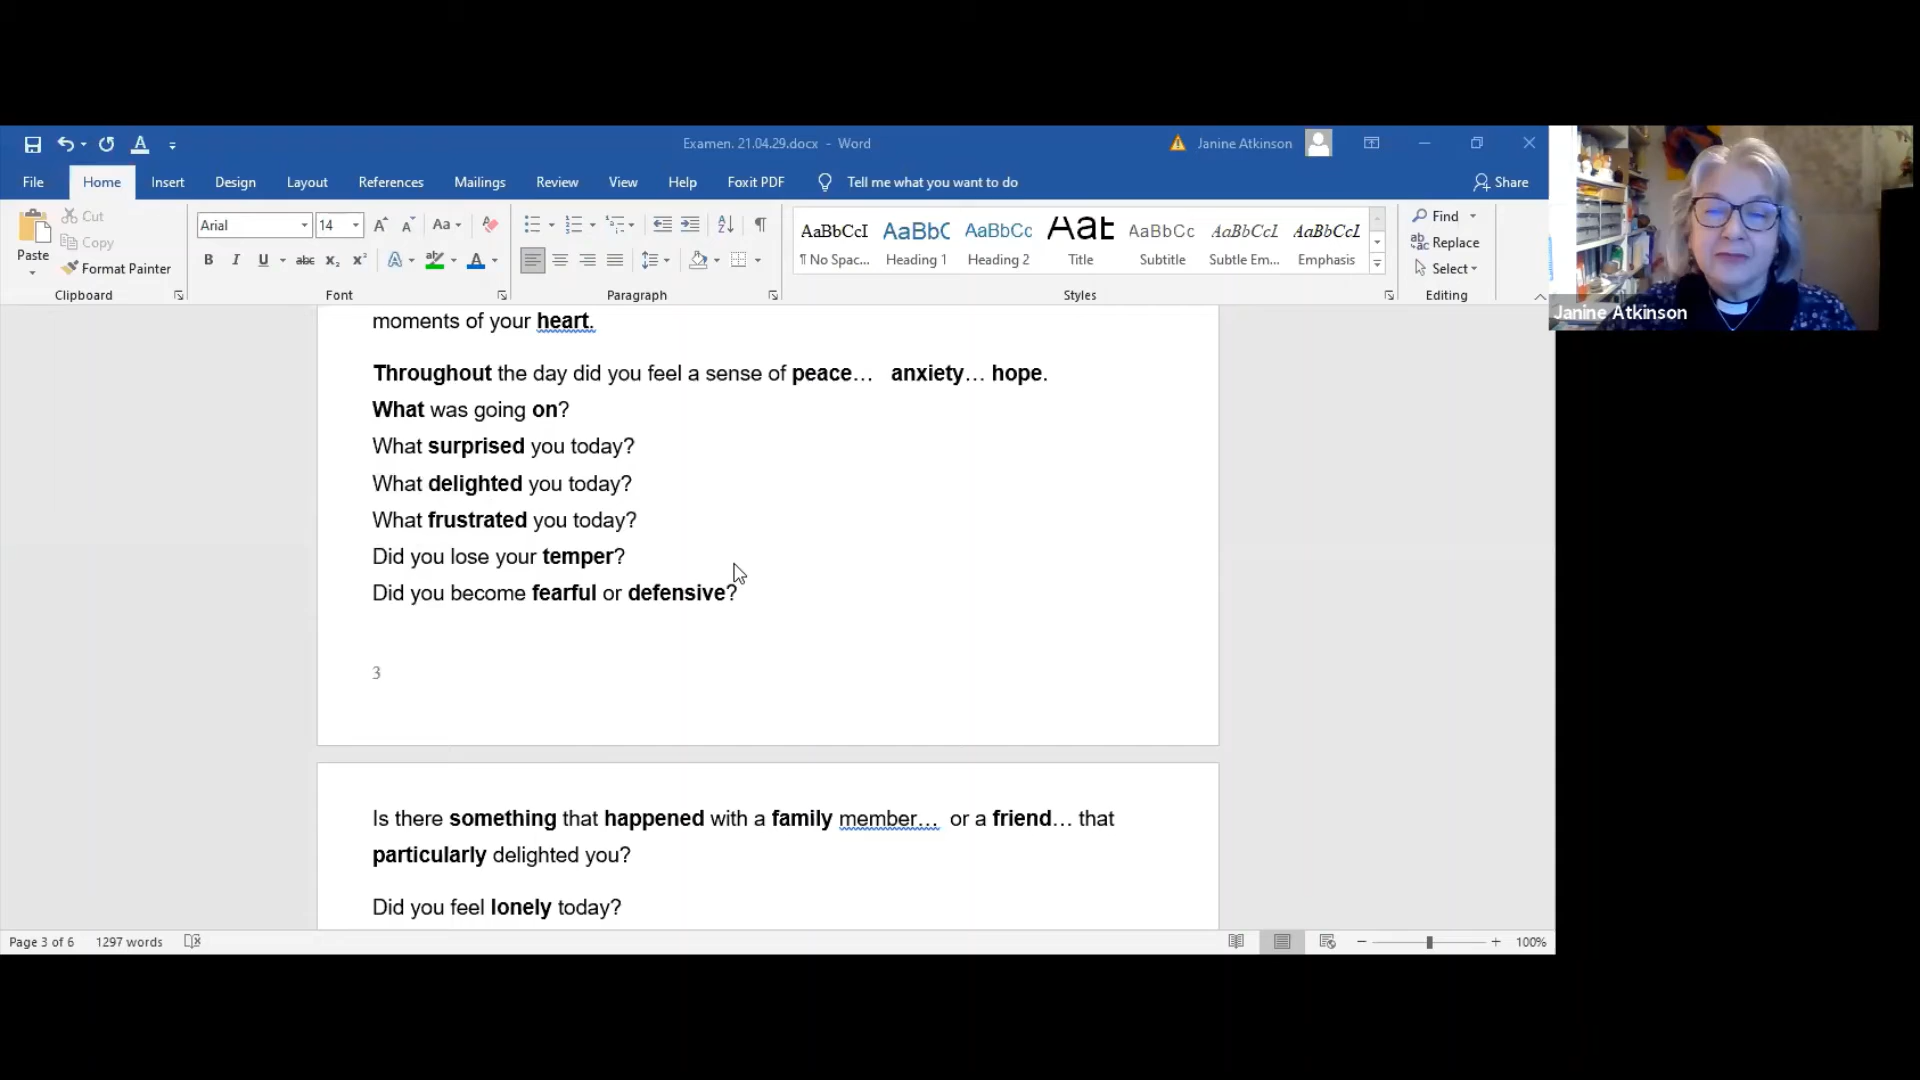 Examen. 21.04.29.docx - Word
Janine Atkinson
File Home Insert Design Layout References Mailings Review View Help Foxit PDF Tell me what you want to do Share
Paste
Cut
Copy
Format Painter
Clipboard
Arial 14
Aa
B I U abc X₂ X² A ab A
Font
Paragraph
AaBbCcI AaBbC AaBbCc AaB AaBbCc AaBbCcI AaBbCcI
¶ No Spac... Heading 1 Heading 2 Title Subtitle Subtle Em... Emphasis
Styles
Find
Replace
Select
Editing
Janine Atkinson
moments of your heart.
Throughout the day did you feel a sense of peace… anxiety… hope.
What was going on?
What surprised you today?
What delighted you today?
What frustrated you today?
Did you lose your temper?
Did you become fearful or defensive?
3
Is there something that happened with a family member… or a friend… that
particularly delighted you?
Did you feel lonely today?
Page 3 of 6 1297 words 100%